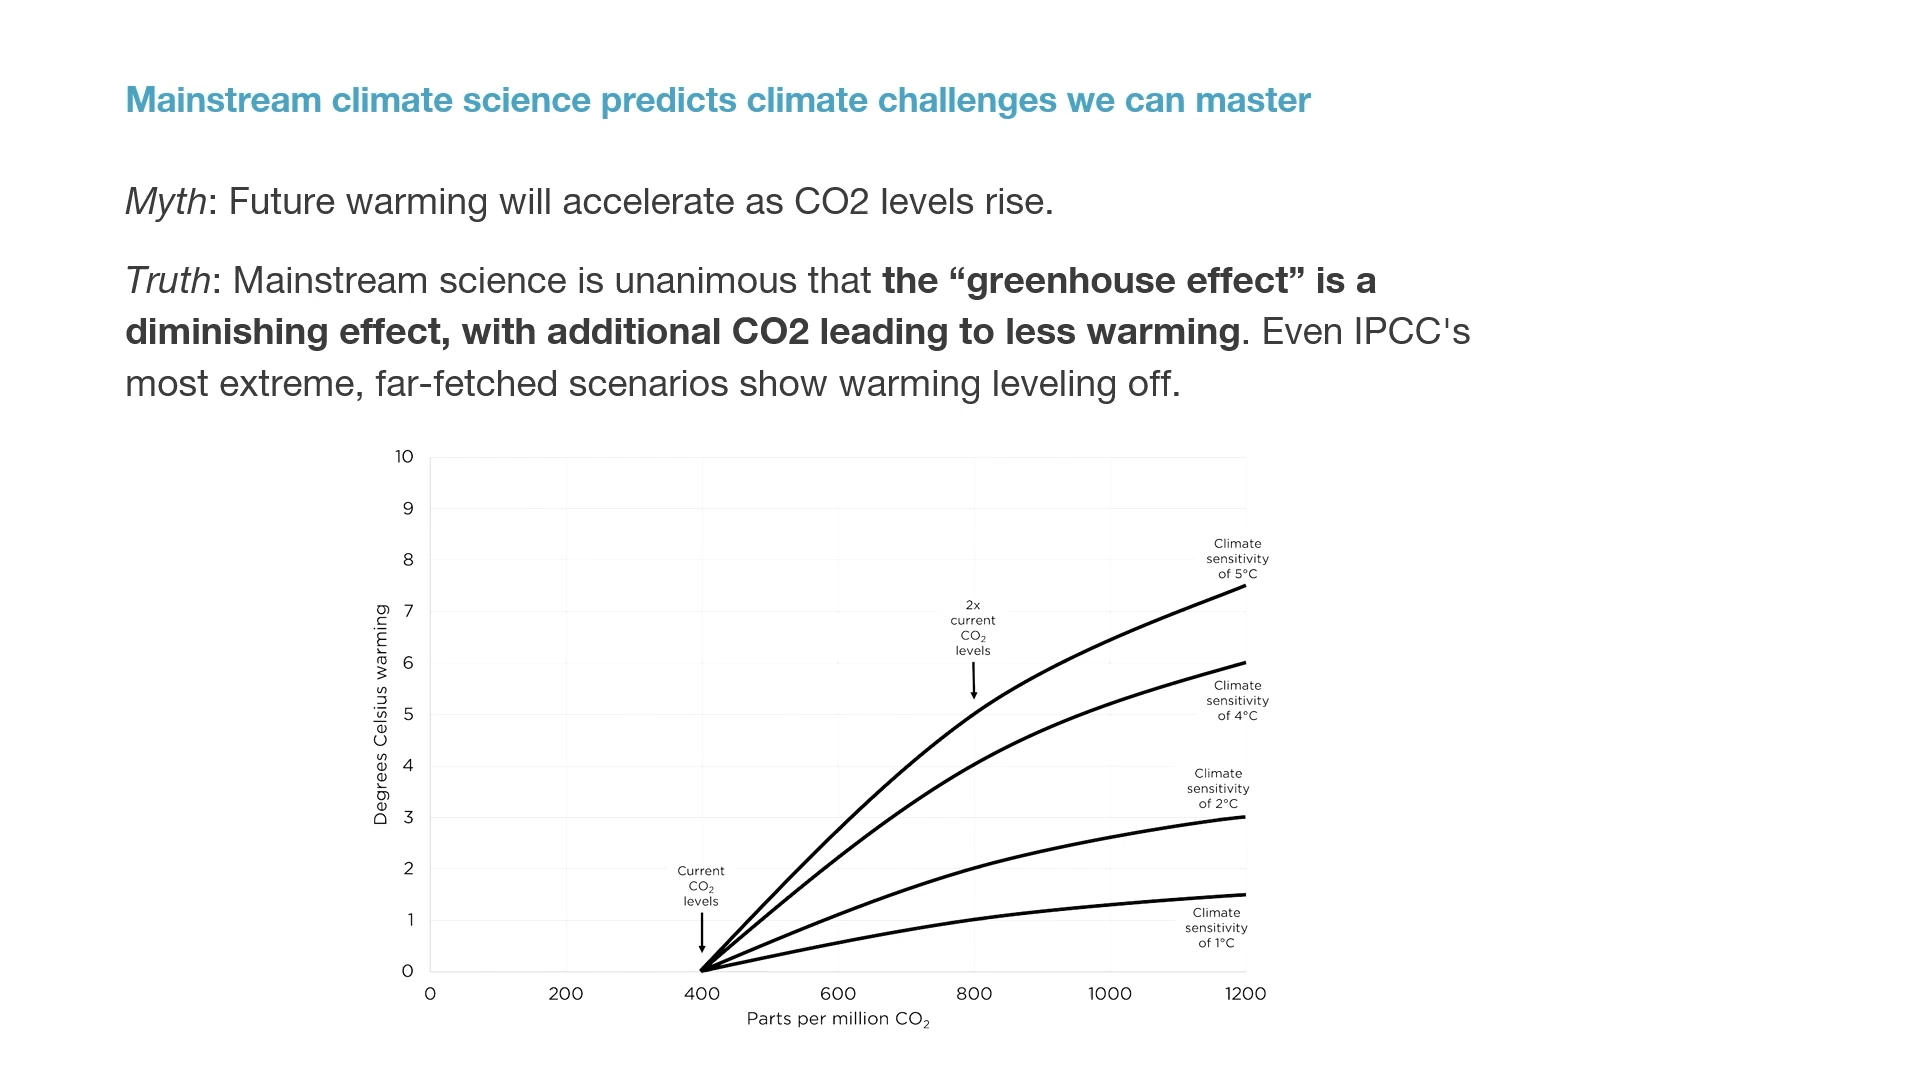 Mainstream climate science predicts climate challenges we can master
Myth: Future warming will accelerate as CO2 levels rise.
Truth: Mainstream science is unanimous that the “greenhouse effect” is a
diminishing effect, with additional CO2 leading to less warming. Even IPCC's
most extreme, far-fetched scenarios show warming leveling off.
10
9
8
7
6
5
4
3
2
1
0
Degrees Celsius warming
Climate
sensitivity
of 5°C
2x
current
CO₂
levels
Climate
sensitivity
of 4°C
Climate
sensitivity
of 2°C
Current
CO₂
levels
Climate
sensitivity
of 1°C
0 200 400 600 800 1000 1200
Parts per million CO₂